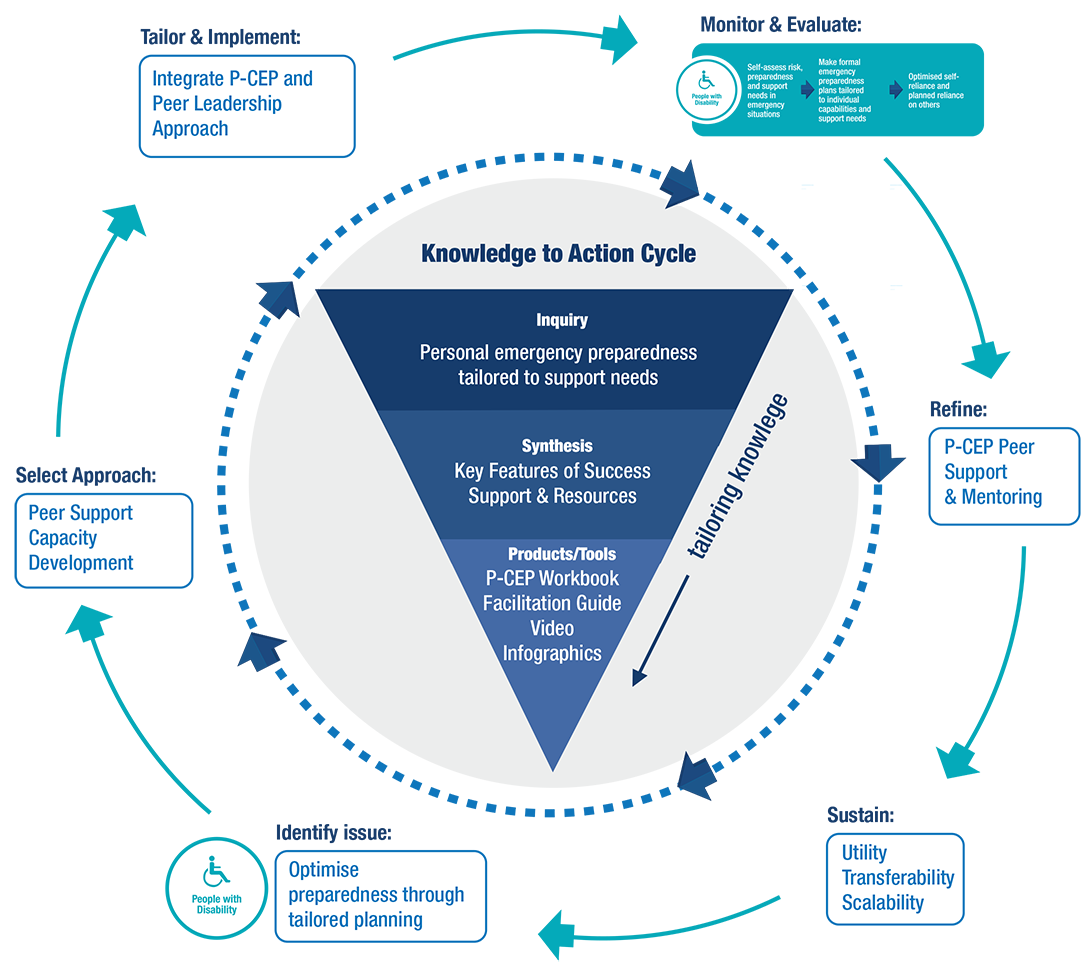 Tailor & Implement:
Integrate P-CEP and
Peer Leadership
Approach
Monitor & Evaluate:
People with
Disability
Self-assess risk,
preparedness
and support
needs in
emergency
situations
Make formal
emergency
preparedness
plans tailored
to individual
capabilities and
support needs
Optimised self-
reliance and
planned reliance
on others
Knowledge to Action Cycle
Inquiry
Personal emergency preparedness
tailored to support needs
Synthesis
Key Features of Success
Support & Resources
Products/Tools
P-CEP Workbook
Facilitation Guide
Video
Infographics
tailoring knowlege
Refine:
P-CEP Peer
Support
& Mentoring
Select Approach:
Peer Support
Capacity
Development
Sustain:
Utility
Transferability
Scalability
Identify issue:
People with
Disability
Optimise
preparedness through
tailored planning